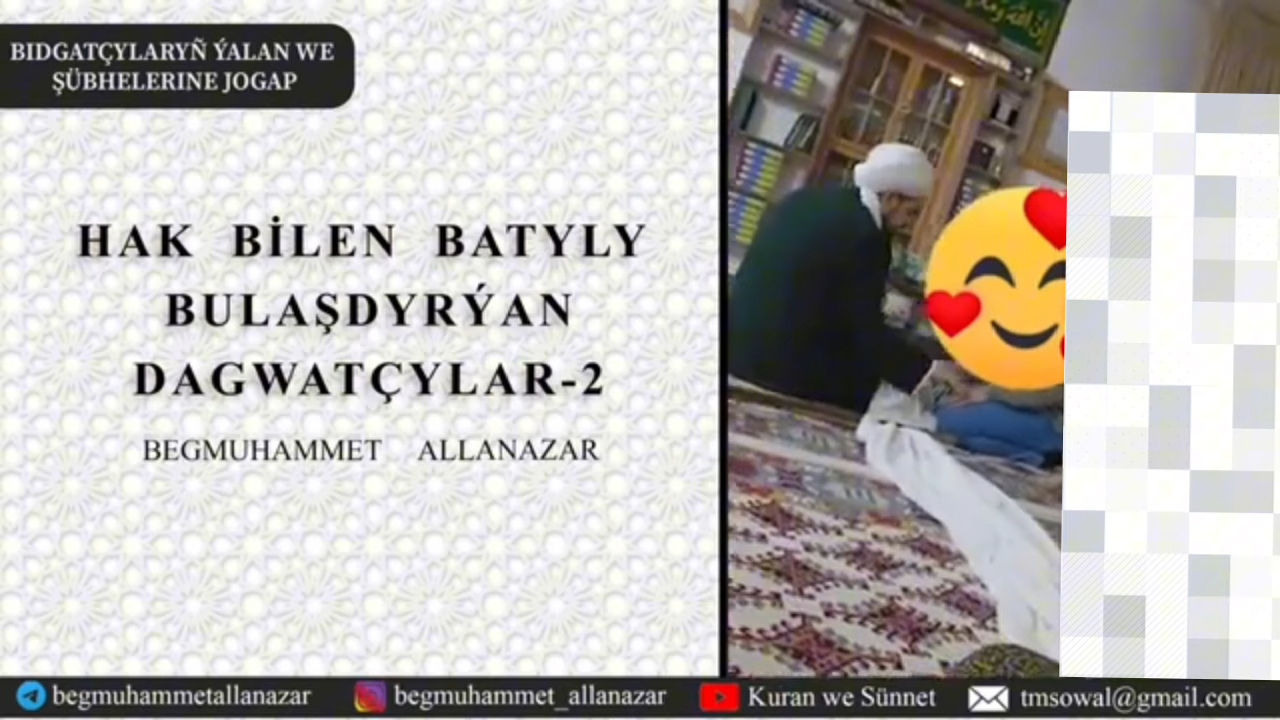 BIDGATÇYLARYÑ ÝALAN WE
ŞÜBHELERINE JOGAP
HAK BİLEN BATYLY
BULAŞDYRÝAN
DAGWATÇYLAR-2
BEGMUHAMMET ALLANAZAR
begmuhammetallanazar
begmuhammet_allanazar
Kuran we Sünnet
tmsowal@gmail.com